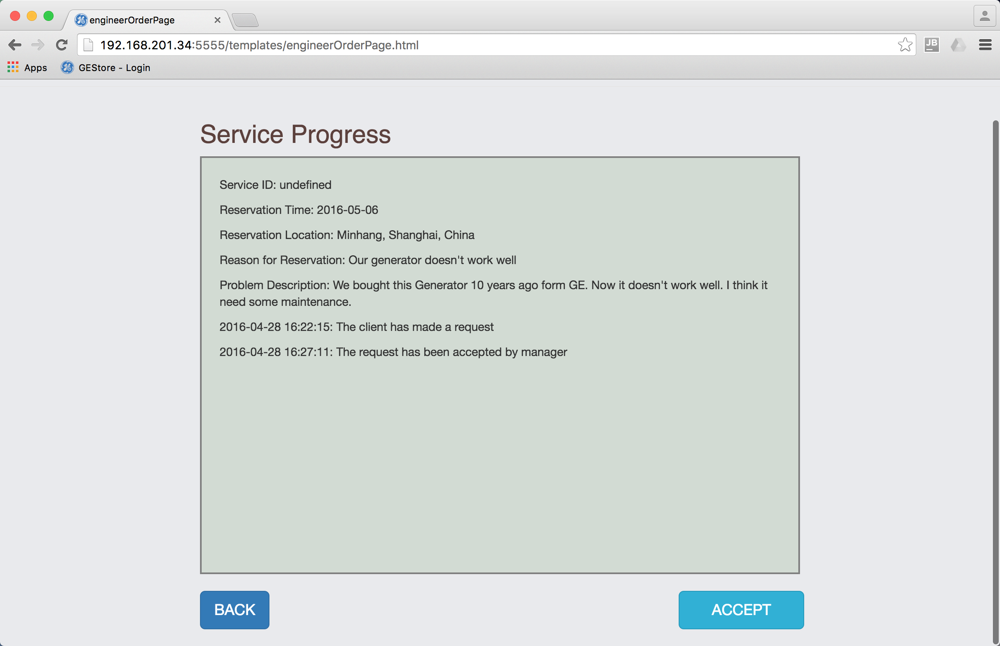 engineerOrderPage
192.168.201.34:5555/templates/engineerOrderPage.html
JB
Apps
GEStore - Login
Service Progress
Service ID: undefined
Reservation Time: 2016-05-06
Reservation Location: Minhang, Shanghai, China
Reason for Reservation: Our generator doesn't work well
Problem Description: We bought this Generator 10 years ago form GE. Now it doesn't work well. I think it
need some maintenance.
2016-04-28 16:22:15: The client has made a request
2016-04-28 16:27:11: The request has been accepted by manager
BACK
ACCEPT